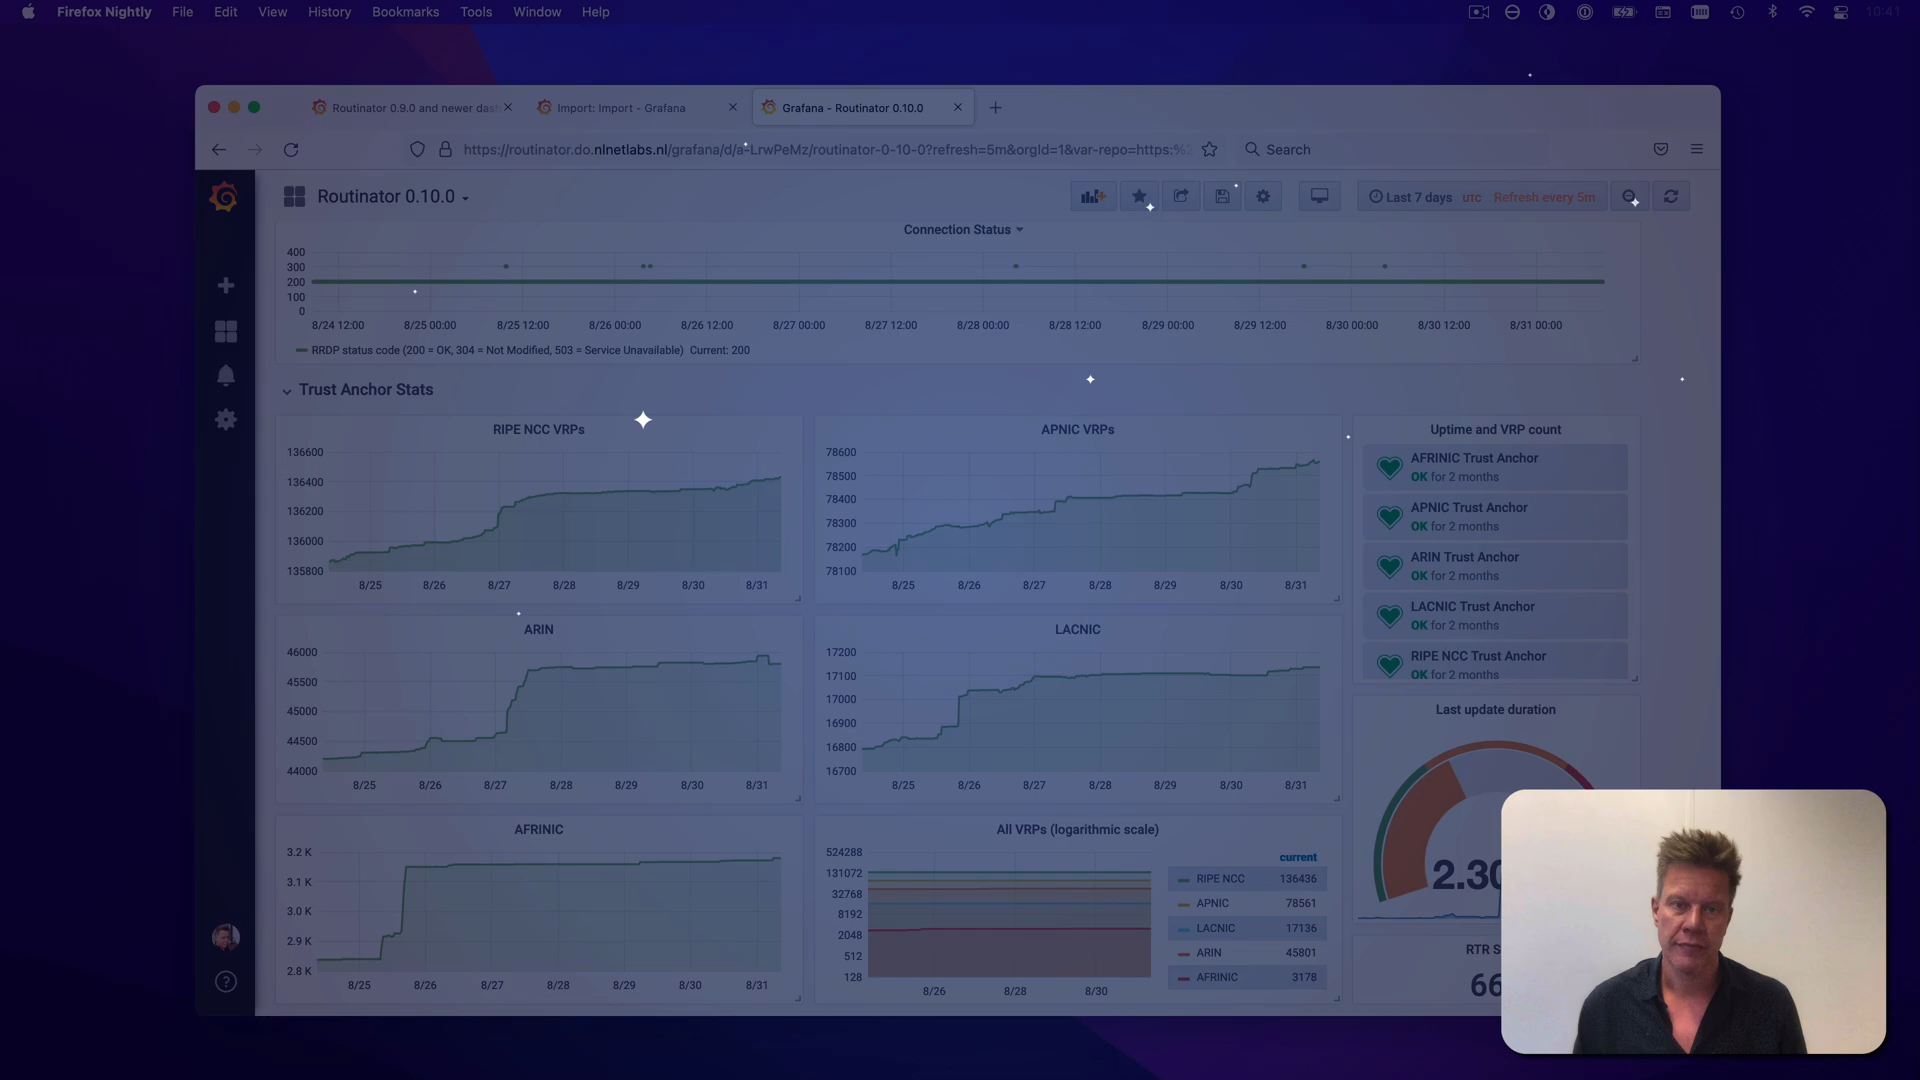 Firefox Nightly File Edit View History Bookmarks Tools Window Help 10:41
Routinator 0.9.0 and newer das
Import: Import - Grafana
Grafana - Routinator 0.10.0
https://routinator.do.nlnetlabs.nl/grafana/d/a-LrwPeMz/routinator-0-10-0?refresh=5m&orgId=1&var-repo=https:%2
Search
Routinator 0.10.0
Last 7 days UTC Refresh every 5m
Connection Status
400
300
200
100
0
8/24 12:00 8/25 00:00 8/25 12:00 8/26 00:00 8/26 12:00 8/27 00:00 8/27 12:00 8/28 00:00 8/28 12:00 8/29 00:00 8/29 12:00 8/30 00:00 8/30 12:00 8/31 00:00
RRDP status code (200 = OK, 304 = Not Modified, 503 = Service Unavailable) Current: 200
Trust Anchor Stats
RIPE NCC VRPs
136600
136400
136200
136000
135800
8/25 8/26 8/27 8/28 8/29 8/30 8/31
APNIC VRPs
78600
78500
78400
78300
78200
78100
8/25 8/26 8/27 8/28 8/29 8/30 8/31
Uptime and VRP count
AFRINIC Trust Anchor
OK for 2 months
APNIC Trust Anchor
OK for 2 months
ARIN Trust Anchor
OK for 2 months
LACNIC Trust Anchor
OK for 2 months
RIPE NCC Trust Anchor
OK for 2 months
ARIN
46000
45500
45000
44500
44000
8/25 8/26 8/27 8/28 8/29 8/30 8/31
LACNIC
17200
17100
17000
16900
16800
16700
8/25 8/26 8/27 8/28 8/29 8/30 8/31
Last update duration
2.30
AFRINIC
3.2 K
3.1 K
3.0 K
2.9 K
2.8 K
8/25 8/26 8/27 8/28 8/29 8/30 8/31
All VRPs (logarithmic scale)
524288
131072
32768
8192
2048
512
128
8/26 8/28 8/30
current
RIPE NCC 136436
APNIC 78561
LACNIC 17136
ARIN 45801
AFRINIC 3178
RTR S
66